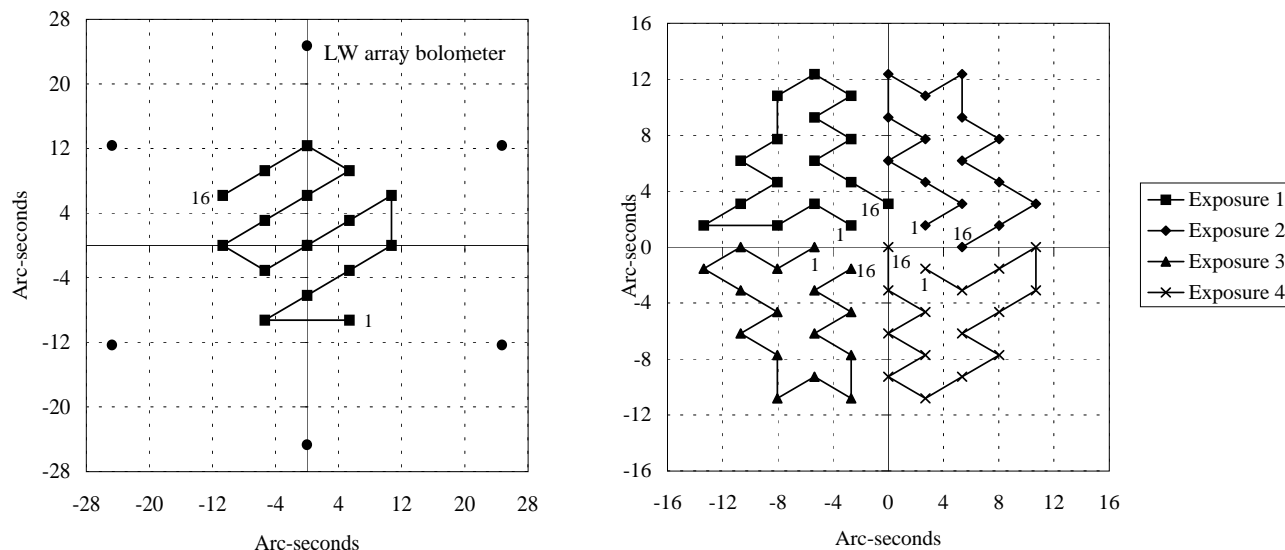 28
20
12
4
-4
-12
-20
-28
-28 -20 -12 -4 4 12 20 28
Arc-seconds
Arc-seconds
LW array bolometer
16
1
16
12
8
4
0
-4
-8
-12
-16
-16 -12 -8 -4 0 4 8 12 16
Arc-seconds
Arc-seconds
16
1
1
16
1
16
16
1
Exposure 1
Exposure 2
Exposure 3
Exposure 4